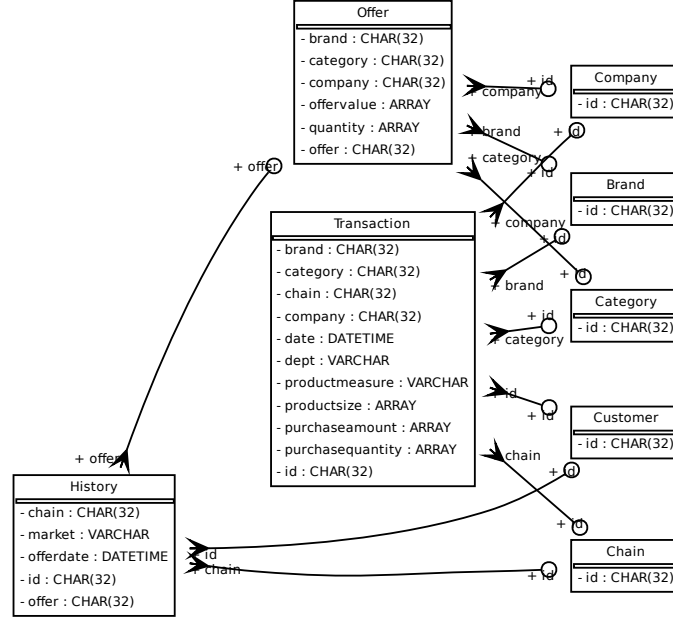 Offer
- brand : CHAR(32)
- category : CHAR(32)
- company : CHAR(32)
- offervalue : ARRAY
- quantity : ARRAY
- offer : CHAR(32)
+ id
+ company
Company
- id : CHAR(32)
+ brand
+ id
+ category
+ id
+ offer
Brand
- id : CHAR(32)
+ company
+ id
Transaction
- brand : CHAR(32)
- category : CHAR(32)
- chain : CHAR(32)
- company : CHAR(32)
- date : DATETIME
- dept : VARCHAR
- productmeasure : VARCHAR
- productsize : ARRAY
- purchaseamount : ARRAY
- purchasequantity : ARRAY
- id : CHAR(32)
+ id
+ brand
Category
- id : CHAR(32)
+ id
+ category
+ id
+ id
Customer
- id : CHAR(32)
+ chain
+ offer
+ id
History
- chain : CHAR(32)
- market : VARCHAR
- offerdate : DATETIME
- id : CHAR(32)
- offer : CHAR(32)
+ id
+ id
+ chain
+ id
Chain
- id : CHAR(32)